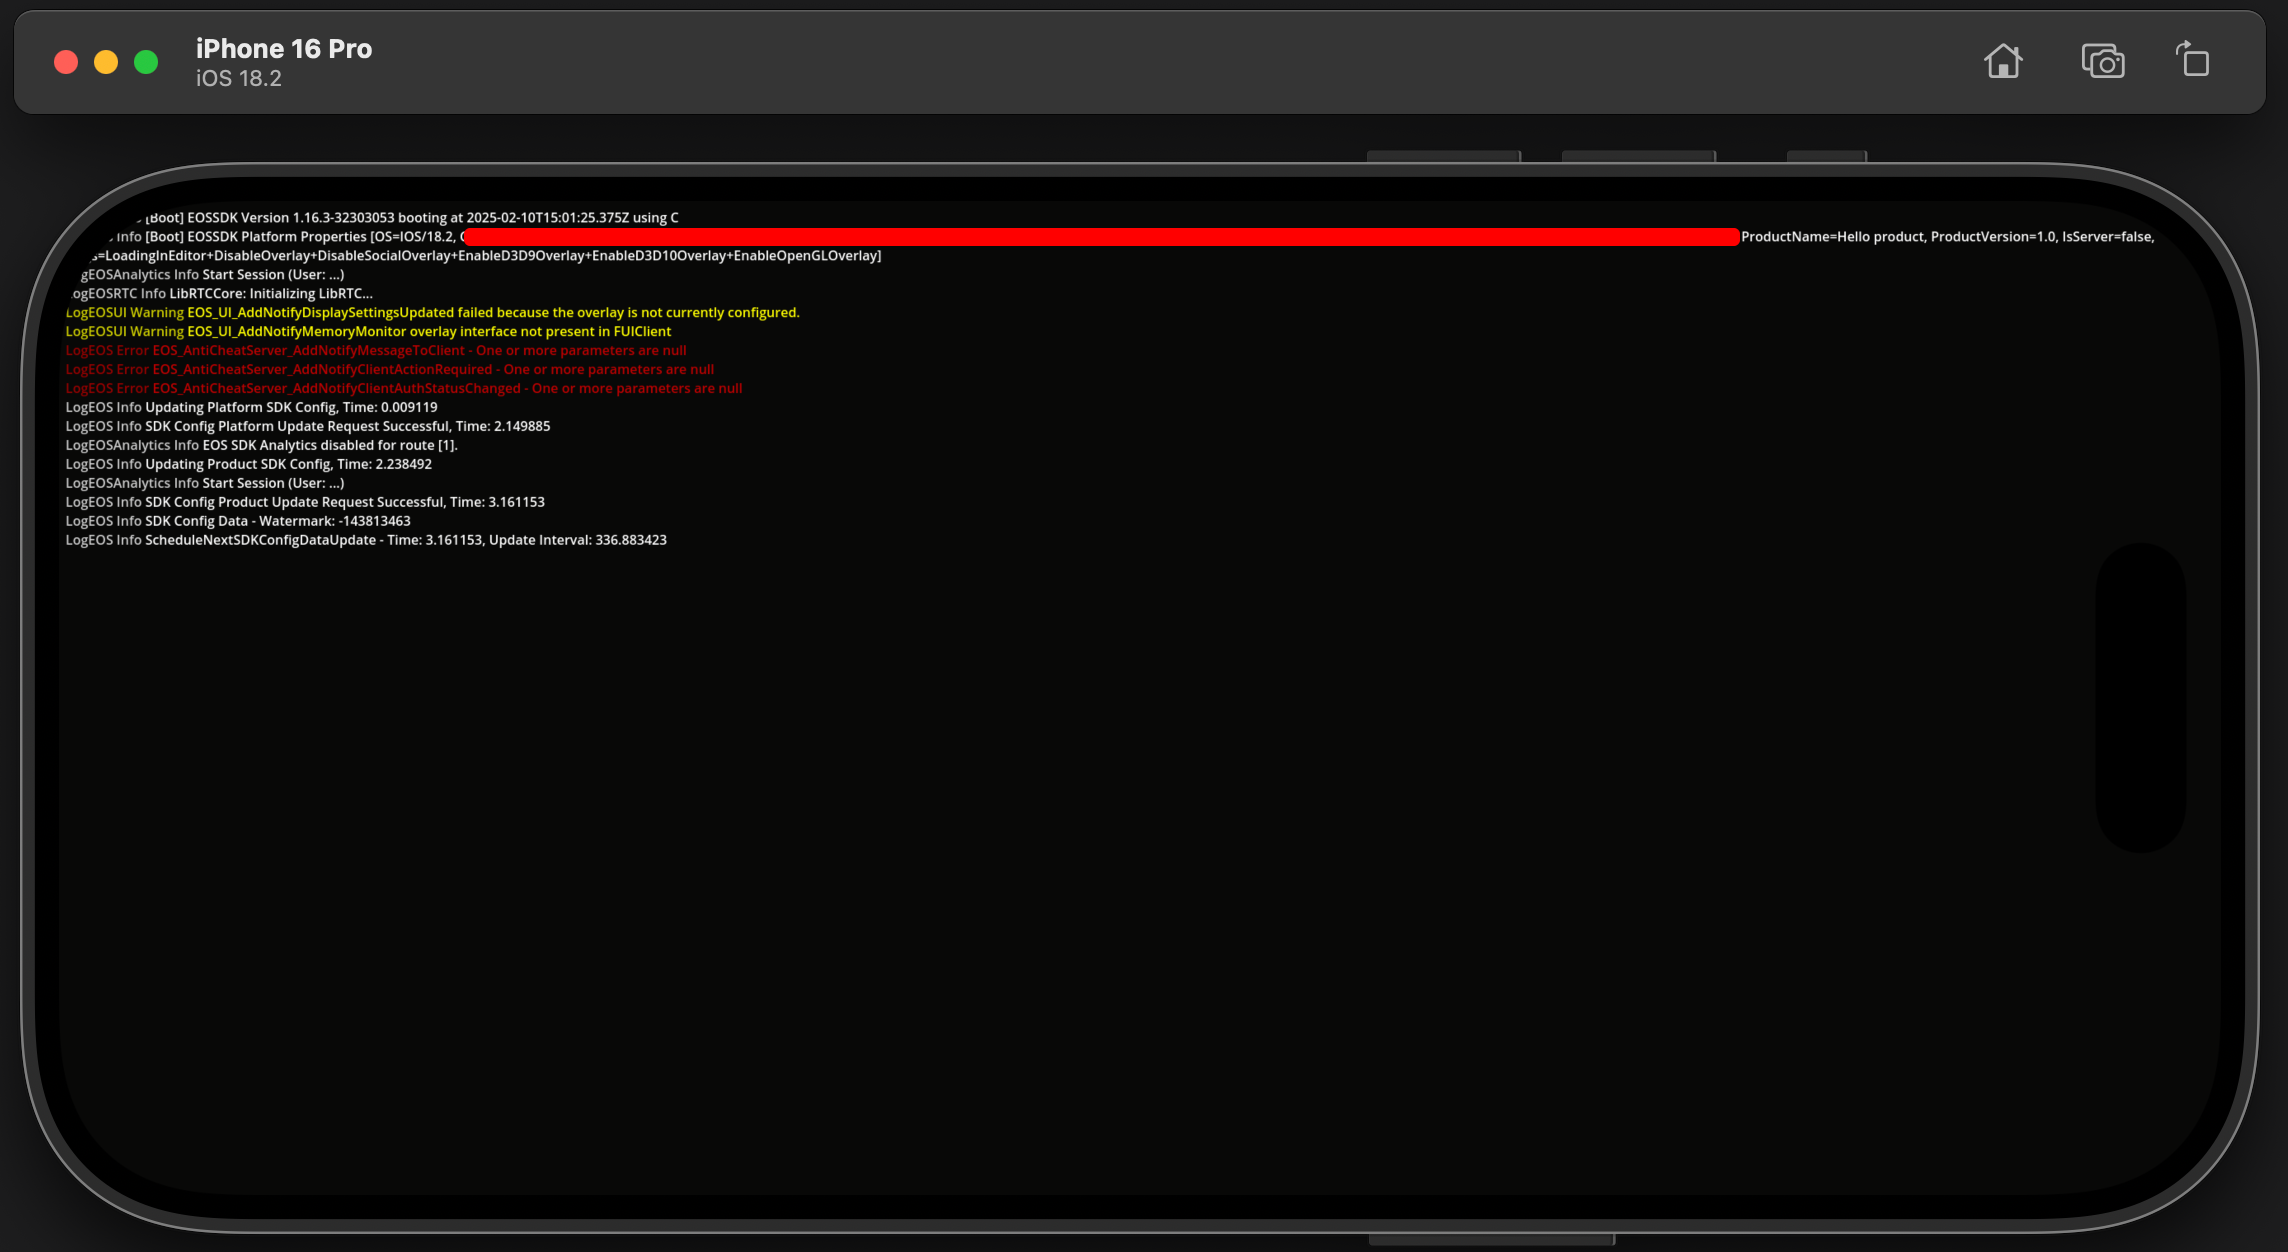 iPhone 16 Pro
iOS 18.2
[Boot] EOSSDK Version 1.16.3-32303053 booting at 2025-02-10T15:01:25.375Z using C
Info [Boot] EOSSDK Platform Properties [OS=IOS/18.2, ProductName=Hello product, ProductVersion=1.0, IsServer=false,
s=LoadingInEditor+DisableOverlay+DisableSocialOverlay+EnableD3D9Overlay+EnableD3D10Overlay+EnableOpenGLOverlay]
gEOSAnalytics Info Start Session (User: ...)
ogEOSRTC Info LibRTCCore: Initializing LibRTC...
LogEOSUI Warning EOS_UI_AddNotifyDisplaySettingsUpdated failed because the overlay is not currently configured.
LogEOSUI Warning EOS_UI_AddNotifyMemoryMonitor overlay interface not present in FUIClient
LogEOS Error EOS_AntiCheatServer_AddNotifyMessageToClient - One or more parameters are null
LogEOS Error EOS_AntiCheatServer_AddNotifyClientActionRequired - One or more parameters are null
LogEOS Error EOS_AntiCheatServer_AddNotifyClientAuthStatusChanged - One or more parameters are null
LogEOS Info Updating Platform SDK Config, Time: 0.009119
LogEOS Info SDK Config Platform Update Request Successful, Time: 2.149885
LogEOSAnalytics Info EOS SDK Analytics disabled for route [1].
LogEOS Info Updating Product SDK Config, Time: 2.238492
LogEOSAnalytics Info Start Session (User: ...)
LogEOS Info SDK Config Product Update Request Successful, Time: 3.161153
LogEOS Info SDK Config Data - Watermark: -143813463
LogEOS Info ScheduleNextSDKConfigDataUpdate - Time: 3.161153, Update Interval: 336.883423